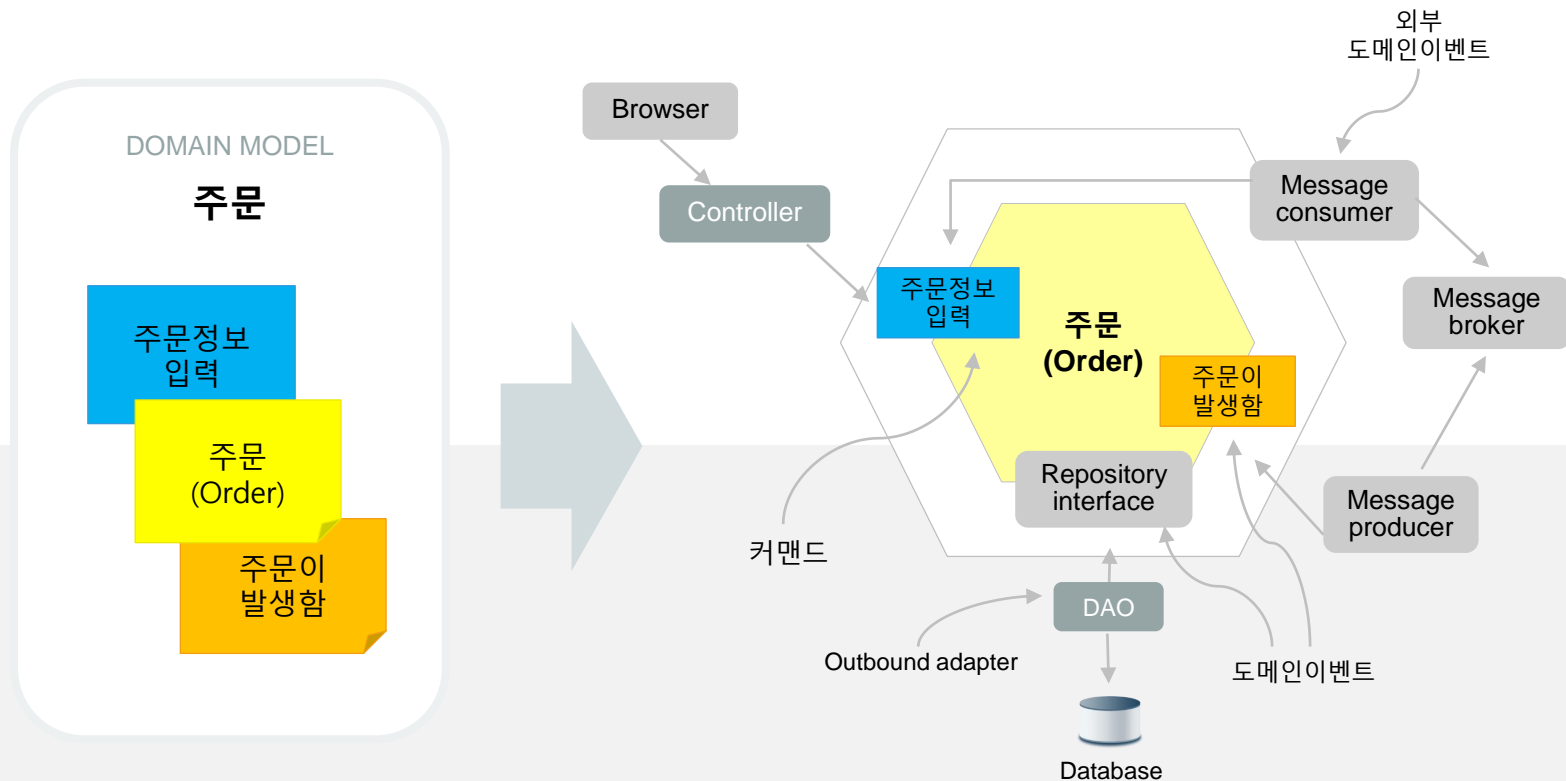 DOMAIN MODEL
주문
주문정보
입력
주문
(Order)
주문이
발생함
외부
도메인이벤트
Browser
Controller
Message
consumer
Message
broker
주문정보
입력
주문
(Order)
주문이
발생함
Repository
interface
Message
producer
커맨드
DAO
Outbound adapter
도메인이벤트
Database